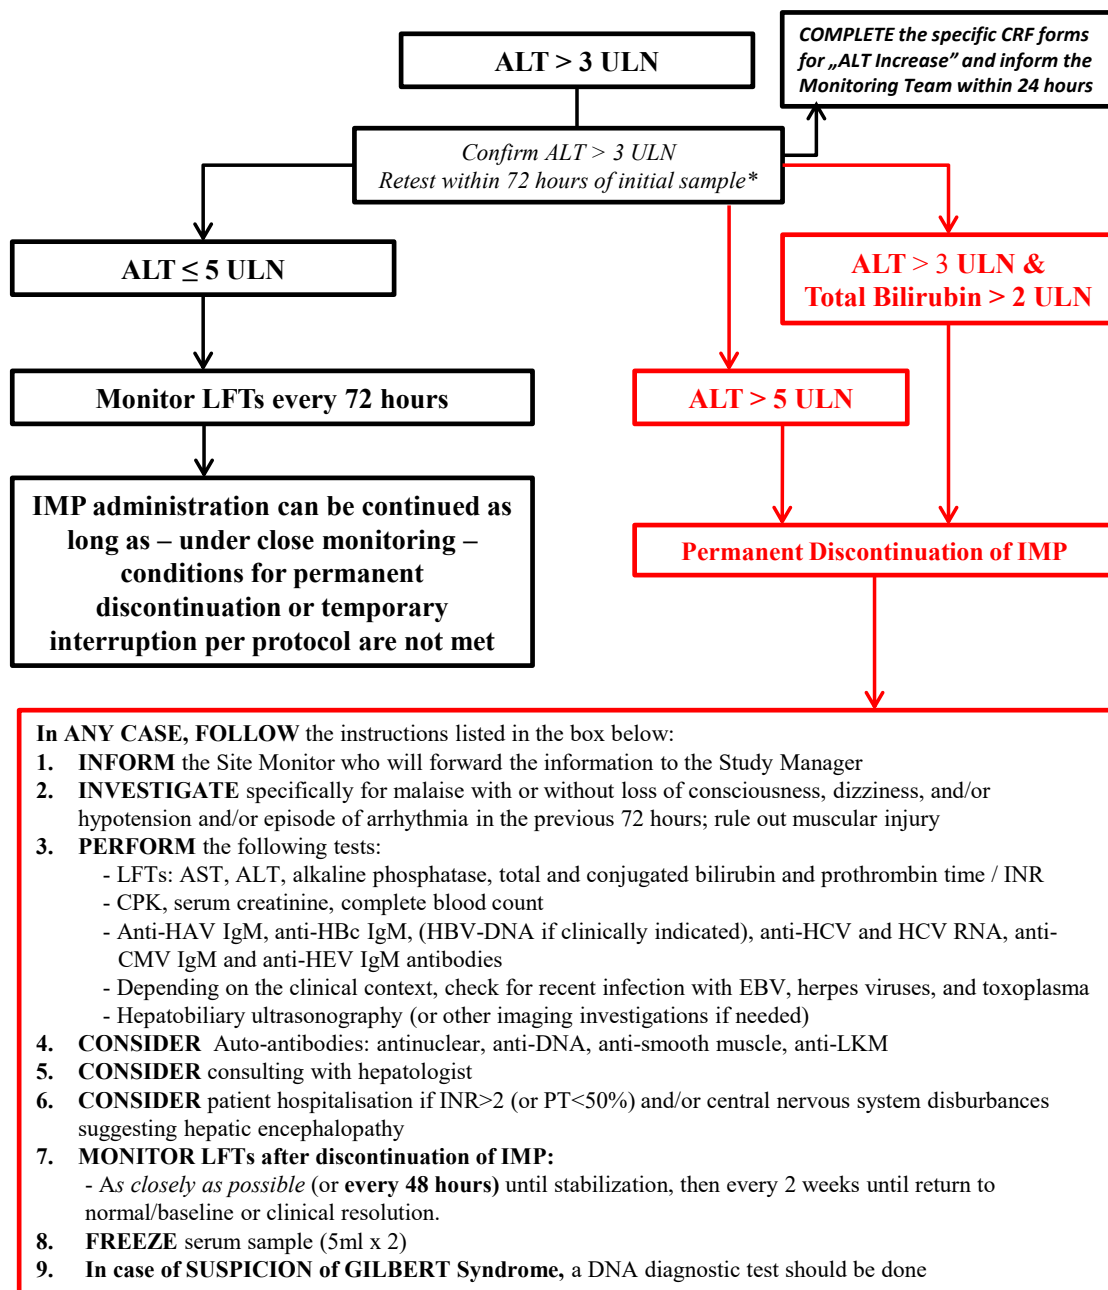 COMPLETE the specific CRF forms
for „ALT Increase” and inform the
Monitoring Team within 24 hours
ALT > 3 ULN
Confirm ALT > 3 ULN
Retest within 72 hours of initial sample*
ALT ≤ 5 ULN
ALT > 3 ULN &
Total Bilirubin > 2 ULN
Monitor LFTs every 72 hours
ALT > 5 ULN
IMP administration can be continued as
long as – under close monitoring –
conditions for permanent
discontinuation or temporary
interruption per protocol are not met
Permanent Discontinuation of IMP
In ANY CASE, FOLLOW the instructions listed in the box below:
1. INFORM the Site Monitor who will forward the information to the Study Manager
2. INVESTIGATE specifically for malaise with or without loss of consciousness, dizziness, and/or
hypotension and/or episode of arrhythmia in the previous 72 hours; rule out muscular injury
3. PERFORM the following tests:
- LFTs: AST, ALT, alkaline phosphatase, total and conjugated bilirubin and prothrombin time / INR
- CPK, serum creatinine, complete blood count
- Anti-HAV IgM, anti-HBc IgM, (HBV-DNA if clinically indicated), anti-HCV and HCV RNA, anti-
CMV IgM and anti-HEV IgM antibodies
- Depending on the clinical context, check for recent infection with EBV, herpes viruses, and toxoplasma
- Hepatobiliary ultrasonography (or other imaging investigations if needed)
4. CONSIDER Auto-antibodies: antinuclear, anti-DNA, anti-smooth muscle, anti-LKM
5. CONSIDER consulting with hepatologist
6. CONSIDER patient hospitalisation if INR>2 (or PT<50%) and/or central nervous system disburbances
suggesting hepatic encephalopathy
7. MONITOR LFTs after discontinuation of IMP:
- As closely as possible (or every 48 hours) until stabilization, then every 2 weeks until return to
normal/baseline or clinical resolution.
8. FREEZE serum sample (5ml x 2)
9. In case of SUSPICION of GILBERT Syndrome, a DNA diagnostic test should be done